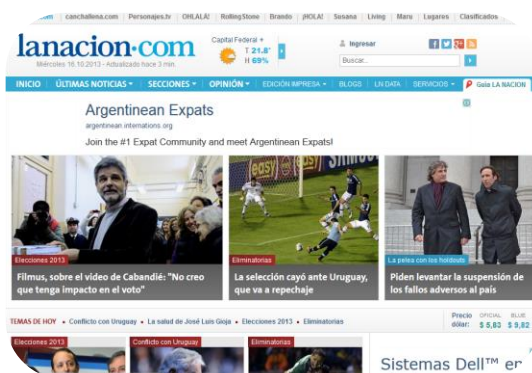 canchallena.com | Personajes.tv | OHLALÁ! | RollingStone | Brando | ¡HOLA! | Susana | Living | Maru | Lugares | Clasificados
lanacion·com
Miércoles 16.10.2013 - Actualizado hace 3 min.
Capital Federal
T 21.8°
H 69%
Ingresar
Buscar...
INICIO ÚLTIMAS NOTICIAS SECCIONES OPINIÓN EDICIÓN IMPRESA BLOGS LN DATA SERVICIOS Guía LA NACION
Argentinean Expats
argentinean.internations.org
Join the #1 Expat Community and meet Argentinean Expats!
easy easy SAMSU
Elecciones 2013
Filmus, sobre el video de Cabandié: "No creo
que tenga impacto en el voto"
Eliminatorias
La selección cayó ante Uruguay,
que va a repechaje
La pelea con los holdouts
Piden levantar la suspensión de
los fallos adversos al país
TEMAS DE HOY • Conflicto con Uruguay • La salud de José Luis Gioja • Elecciones 2013 • Eliminatorias
Precio dólar: OFICIAL $ 5,83 BLUE $ 9,82
Elecciones 2013
Conflicto con Uruguay
Eliminatorias
Sistemas Dell™ er